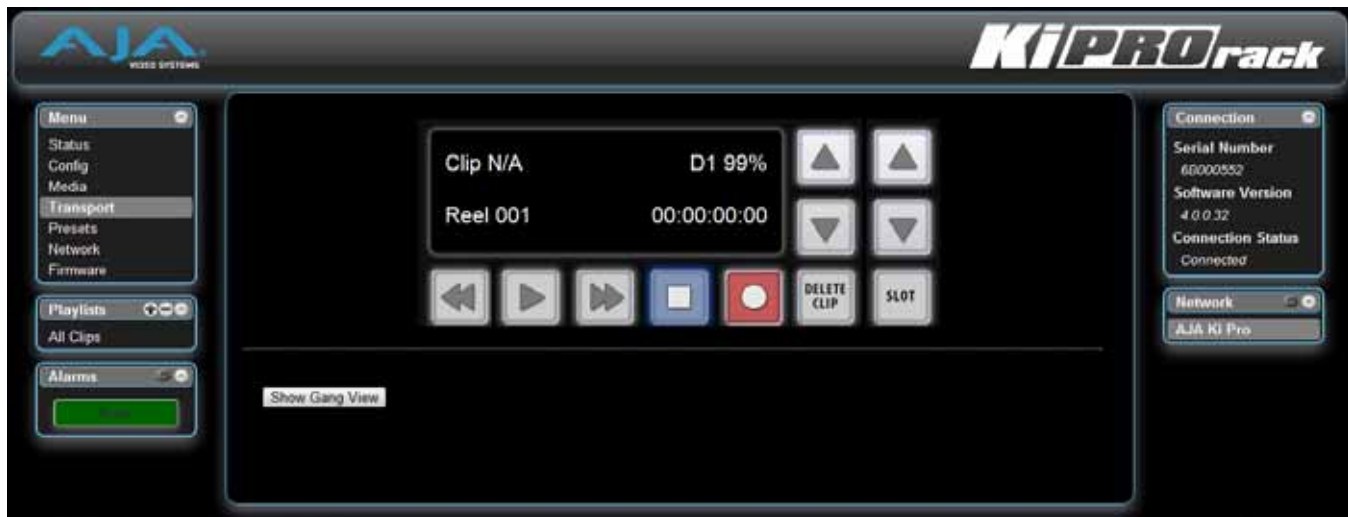 AJA
VIDEO SYSTEMS
Ki PRO rack
Menu
Status
Config
Media
Transport
Presets
Network
Firmware
Playlists
All Clips
Alarms
Clip N/A
D1 99%
Reel 001
00:00:00:00
DELETE
CLIP
SLOT
Show Gang View
Connection
Serial Number
6B000552
Software Version
4.0.0.32
Connection Status
Connected
Network
AJA Ki Pro